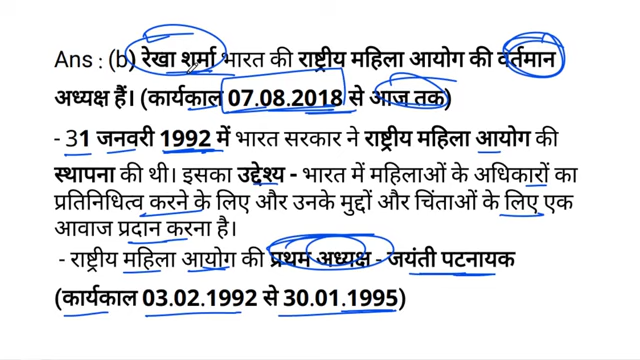 Ans : (b) रेखा शर्मा भारत की राष्ट्रीय महिला आयोग की वर्तमान
अध्यक्ष हैं। (कार्यकाल 07.08.2018 से आज तक)
- 31 जनवरी 1992 में भारत सरकार ने राष्ट्रीय महिला आयोग की
स्थापना की थी। इसका उद्देश्य - भारत में महिलाओं के अधिकारों का
प्रतिनिधित्व करने के लिए और उनके मुद्दों और चिंताओं के लिए एक
आवाज प्रदान करना है।
- राष्ट्रीय महिला आयोग की प्रथम अध्यक्ष - जयंती पटनायक
(कार्यकाल 03.02.1992 से 30.01.1995)